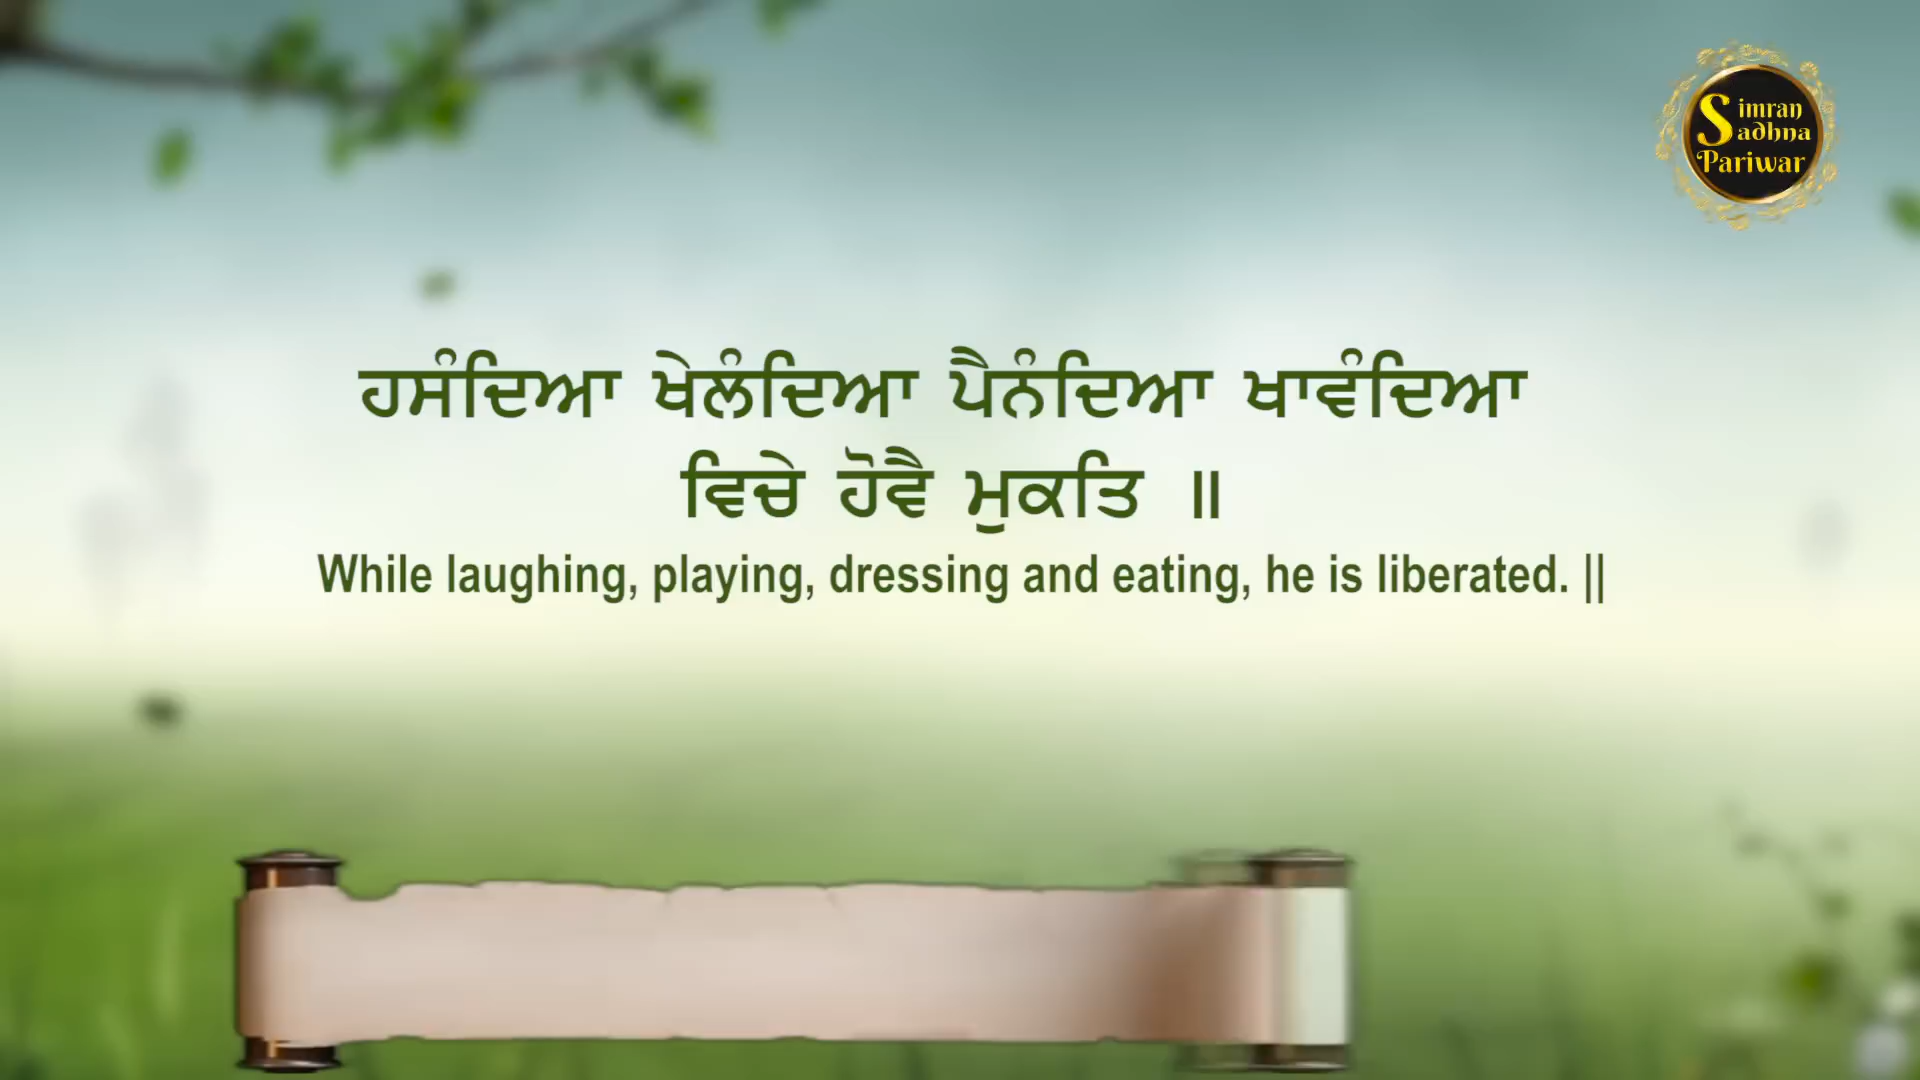 Simran
Sadhna
Pariwar
ਹਸੰਦਿਆ ਖੇਲੰਦਿਆ ਪੈਨੰਦਿਆ ਖਾਵੰਦਿਆ
ਵਿਚੇ ਹੋਵੈ ਮੁਕਤਿ ॥
While laughing, playing, dressing and eating, he is liberated. ||